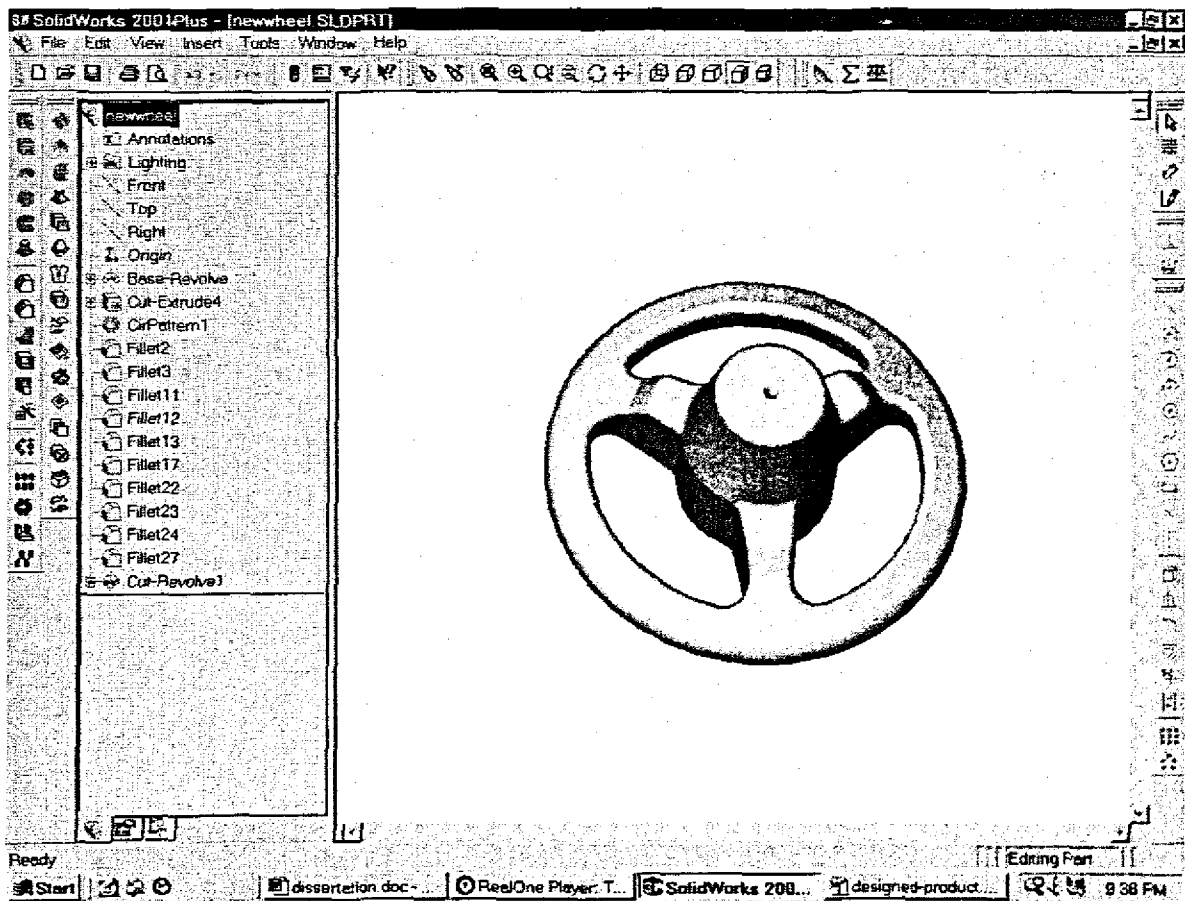 SolidWorks 2001Plus - [newwheel.SLDPRT]
File Edit View Insert Tools Window Help
newwheel
Annotations
Lighting
Front
Top
Right
Origin
Base-Revolve
Cut-Extrude4
CirPattern1
Fillet2
Fillet3
Fillet11
Fillet12
Fillet13
Fillet17
Fillet22
Fillet23
Fillet24
Fillet27
Cut-Revolve1
Ready
Editing Part
Start
dissertation.doc - ...
RealOne Player: T...
SolidWorks 200...
designed-product...
9:38 PM